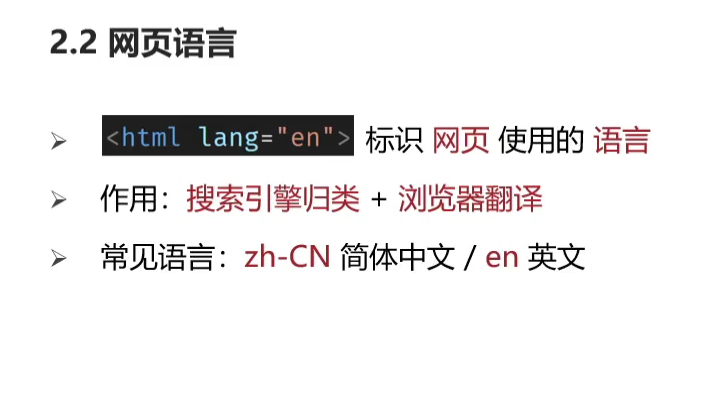 2.2 网页语言
➢ <html lang="en"> 标识 网页 使用的 语言
➢ 作用：搜索引擎归类 + 浏览器翻译
➢ 常见语言：zh-CN 简体中文 / en 英文